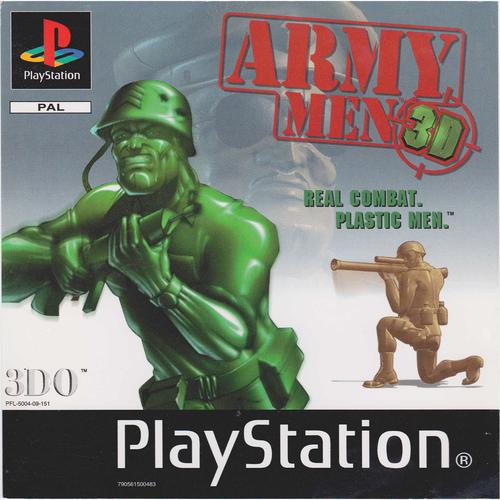 PlayStation
PAL
ARMY
MEN 3D
REAL COMBAT.
PLASTIC MEN.™
3DO™
PFL-5004-09-151
PlayStation®
790561500483